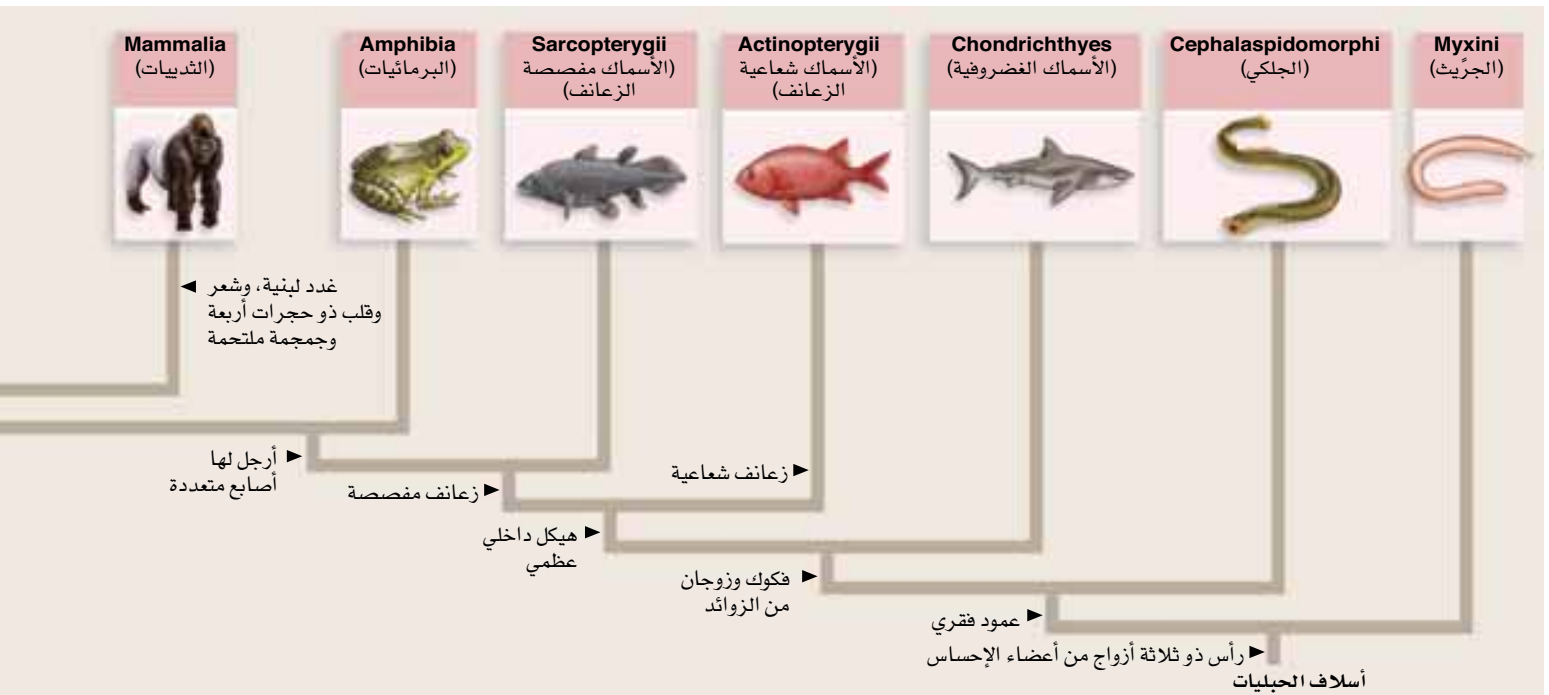 Myxini
(الجرِّيث)
Cephalaspidomorphi
(الجلكي)
Chondrichthyes
(الأسماك الغضروفية)
Actinopterygii
(الأسماك شعاعية
الزعانف)
Sarcopterygii
(الأسماك مفصصة
الزعانف)
Amphibia
(البرمائيات)
Mammalia
(الثدييات)
غدد لبنية، وشعر
وقلب ذو حجرات أربعة
وجمجمة ملتحمة
زعانف شعاعية
أرجل لها
أصابع متعددة
زعانف مفصصة
هيكل داخلي
عظمي
فكوك وزوجان
من الزوائد
عمود فقري
رأس ذو ثلاثة أزواج من أعضاء الإحساس
أسلاف الحبليات